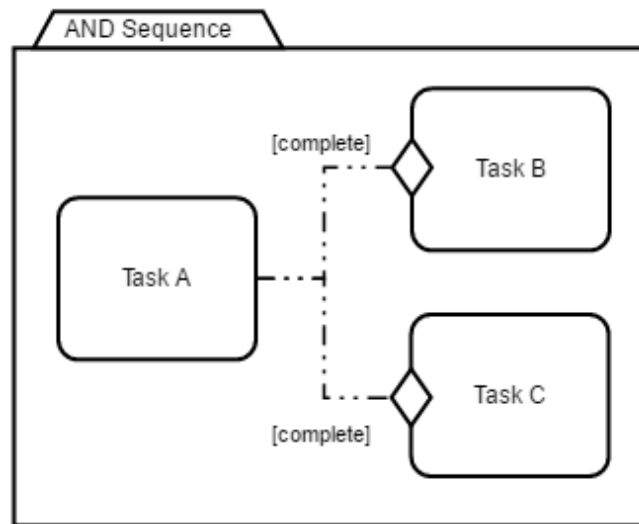 AND Sequence
[complete]
Task B
Task A
Task C
[complete]